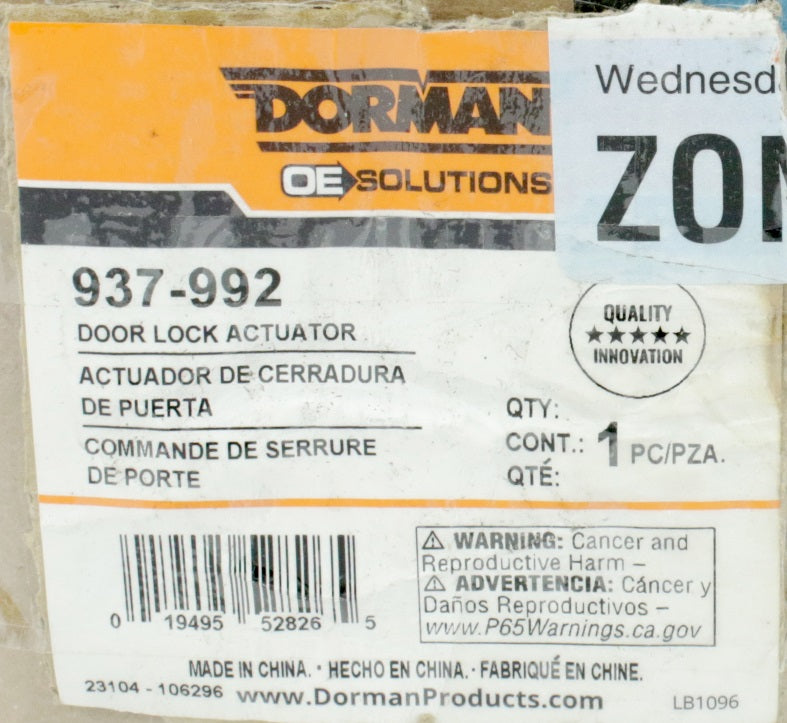 DORMAN
OE SOLUTIONS
Wednesd
ZO
937-992
DOOR LOCK ACTUATOR
ACTUADOR DE CERRADURA
DE PUERTA
COMMANDE DE SERRURE
DE PORTE
QUALITY
INNOVATION
QTY:
CONT.: 1 PC/PZA.
QTÉ:
0 19495 52826 5
⚠ WARNING: Cancer and
Reproductive Harm –
⚠ ADVERTENCIA: Cáncer y
Daños Reproductivos –
www.P65Warnings.ca.gov
MADE IN CHINA. · HECHO EN CHINA. · FABRIQUÉ EN CHINE.
23104 - 106296 www.DormanProducts.com LB1096